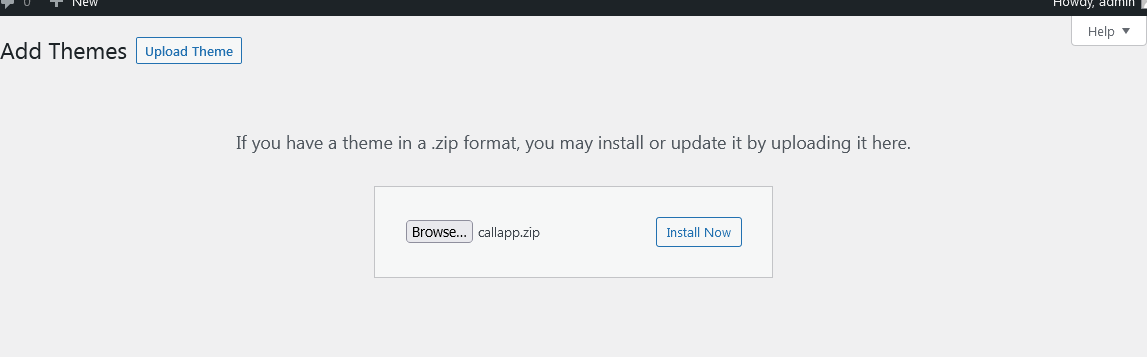 0 New Howdy, admin
Help
Add Themes Upload Theme
If you have a theme in a .zip format, you may install or update it by uploading it here.
Browse... callapp.zip Install Now